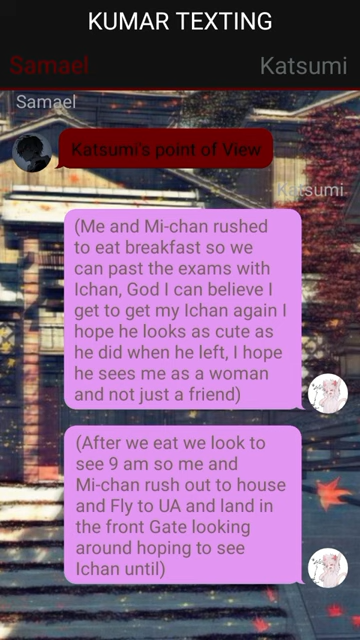 KUMAR TEXTING
Samael
Katsumi
Samael
Katsumi's point of View
Katsumi
(Me and Mi-chan rushed
to eat breakfast so we
can past the exams with
Ichan, God I can believe I
get to get my Ichan again I
hope he looks as cute as
he did when he left, I hope
he sees me as a woman
and not just a friend)
(After we eat we look to
see 9 am so me and
Mi-chan rush out to house
and Fly to UA and land in
the front Gate looking
around hoping to see
Ichan until)